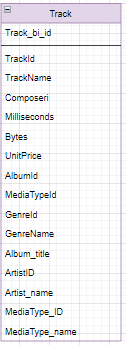 Track
Track_bi_id
TrackId
TrackName
Composeri
Milliseconds
Bytes
UnitPrice
AlbumId
MediaTypeId
GenreId
GenreName
Album_title
ArtistID
Artist_name
MediaType_ID
MediaType_name